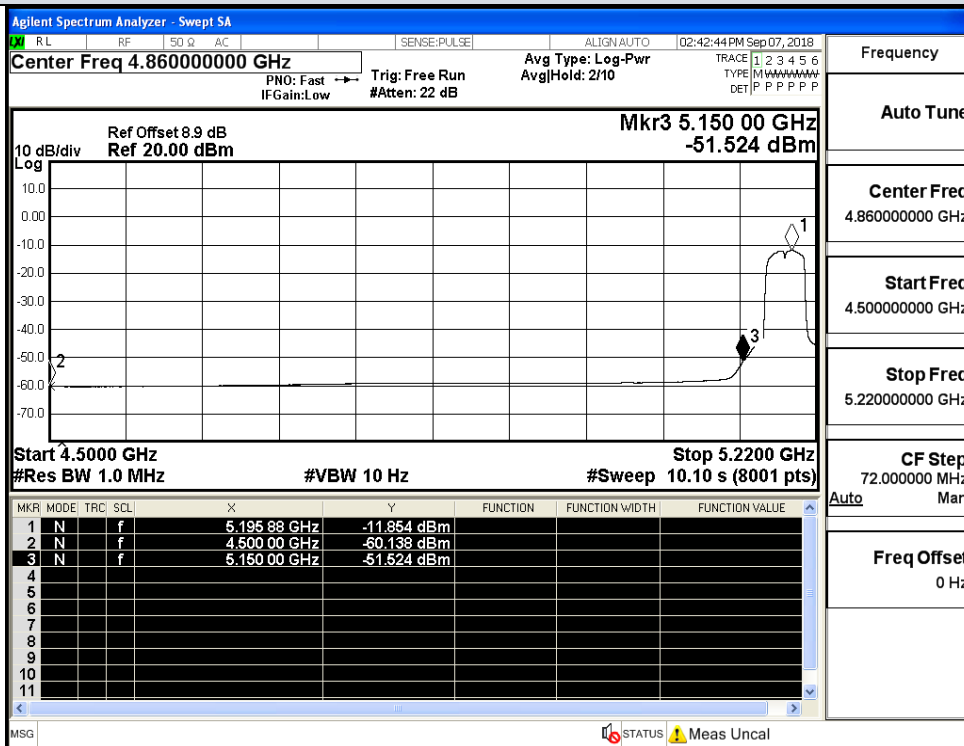 Agilent Spectrum Analyzer - Swept SA
LXI RL RF 50 Ω AC SENSE:PULSE ALIGN AUTO 02:42:44 PM Sep 07, 2018
Center Freq 4.860000000 GHz
PNO: Fast
IFGain:Low
Trig: Free Run
#Atten: 22 dB
Avg Type: Log-Pwr
Avg|Hold: 2/10
TRACE 1 2 3 4 5 6
TYPE M W W W W W
DET P P P P P P
Mkr3 5.150 00 GHz
-51.524 dBm
Ref Offset 8.9 dB
10 dB/div Ref 20.00 dBm
Log
10.0
0.00
-10.0
-20.0
-30.0
-40.0
-50.0
-60.0
-70.0
1
2
3
Start 4.5000 GHz Stop 5.2200 GHz
#Res BW 1.0 MHz #VBW 10 Hz #Sweep 10.10 s (8001 pts)
MKR MODE TRC SCL X Y FUNCTION FUNCTION WIDTH FUNCTION VALUE
1 N f 5.195 88 GHz -11.854 dBm
2 N f 4.500 00 GHz -60.138 dBm
3 N f 5.150 00 GHz -51.524 dBm
4
5
6
7
8
9
10
11
MSG STATUS Meas Uncal
Frequency
Auto Tune
Center Freq
4.860000000 GHz
Start Freq
4.500000000 GHz
Stop Freq
5.220000000 GHz
CF Step
72.000000 MHz
Auto Man
Freq Offset
0 Hz